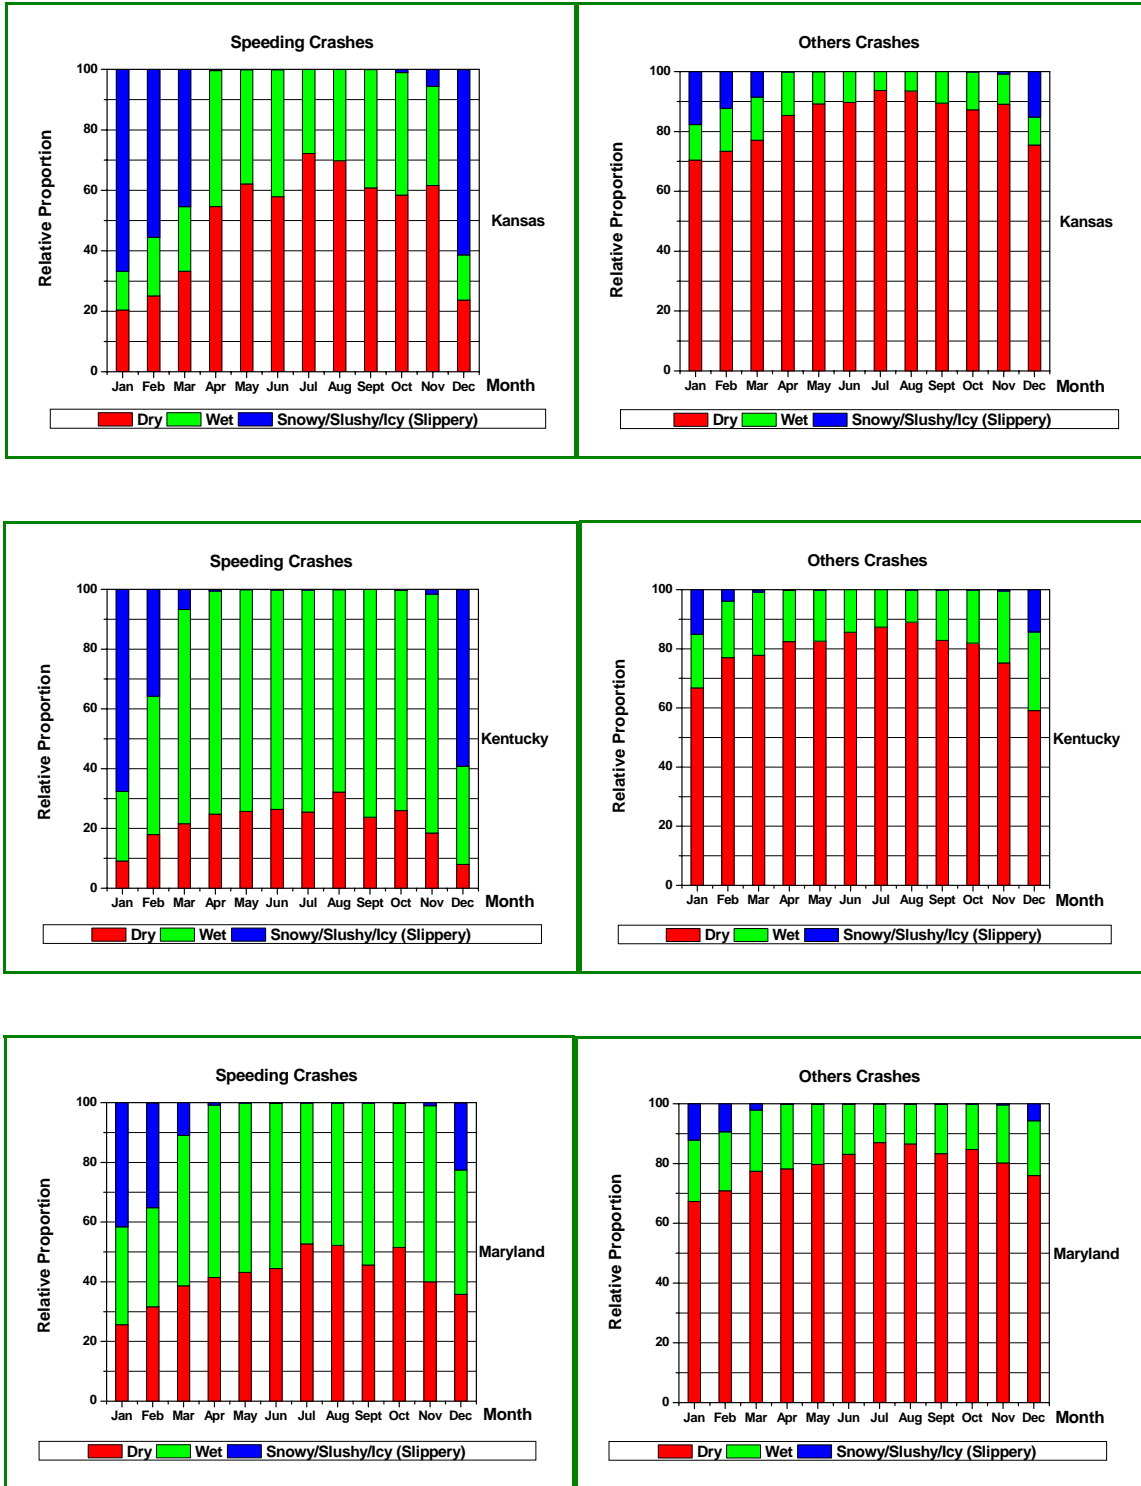 Speeding Crashes
100
80
60
40
20
0
Relative Proportion
Kansas
Jan Feb Mar Apr May Jun Jul Aug Sept Oct Nov Dec Month
Dry Wet Snowy/Slushy/Icy (Slippery)
Others Crashes
100
80
60
40
20
0
Relative Proportion
Kansas
Jan Feb Mar Apr May Jun Jul Aug Sept Oct Nov Dec Month
Dry Wet Snowy/Slushy/Icy (Slippery)
Speeding Crashes
100
80
60
40
20
0
Relative Proportion
Kentucky
Jan Feb Mar Apr May Jun Jul Aug Sept Oct Nov Dec Month
Dry Wet Snowy/Slushy/Icy (Slippery)
Others Crashes
100
80
60
40
20
0
Relative Proportion
Kentucky
Jan Feb Mar Apr May Jun Jul Aug Sept Oct Nov Dec Month
Dry Wet Snowy/Slushy/Icy (Slippery)
Speeding Crashes
100
80
60
40
20
0
Relative Proportion
Maryland
Jan Feb Mar Apr May Jun Jul Aug Sept Oct Nov Dec Month
Dry Wet Snowy/Slushy/Icy (Slippery)
Others Crashes
100
80
60
40
20
0
Relative Proportion
Maryland
Jan Feb Mar Apr May Jun Jul Aug Sept Oct Nov Dec Month
Dry Wet Snowy/Slushy/Icy (Slippery)